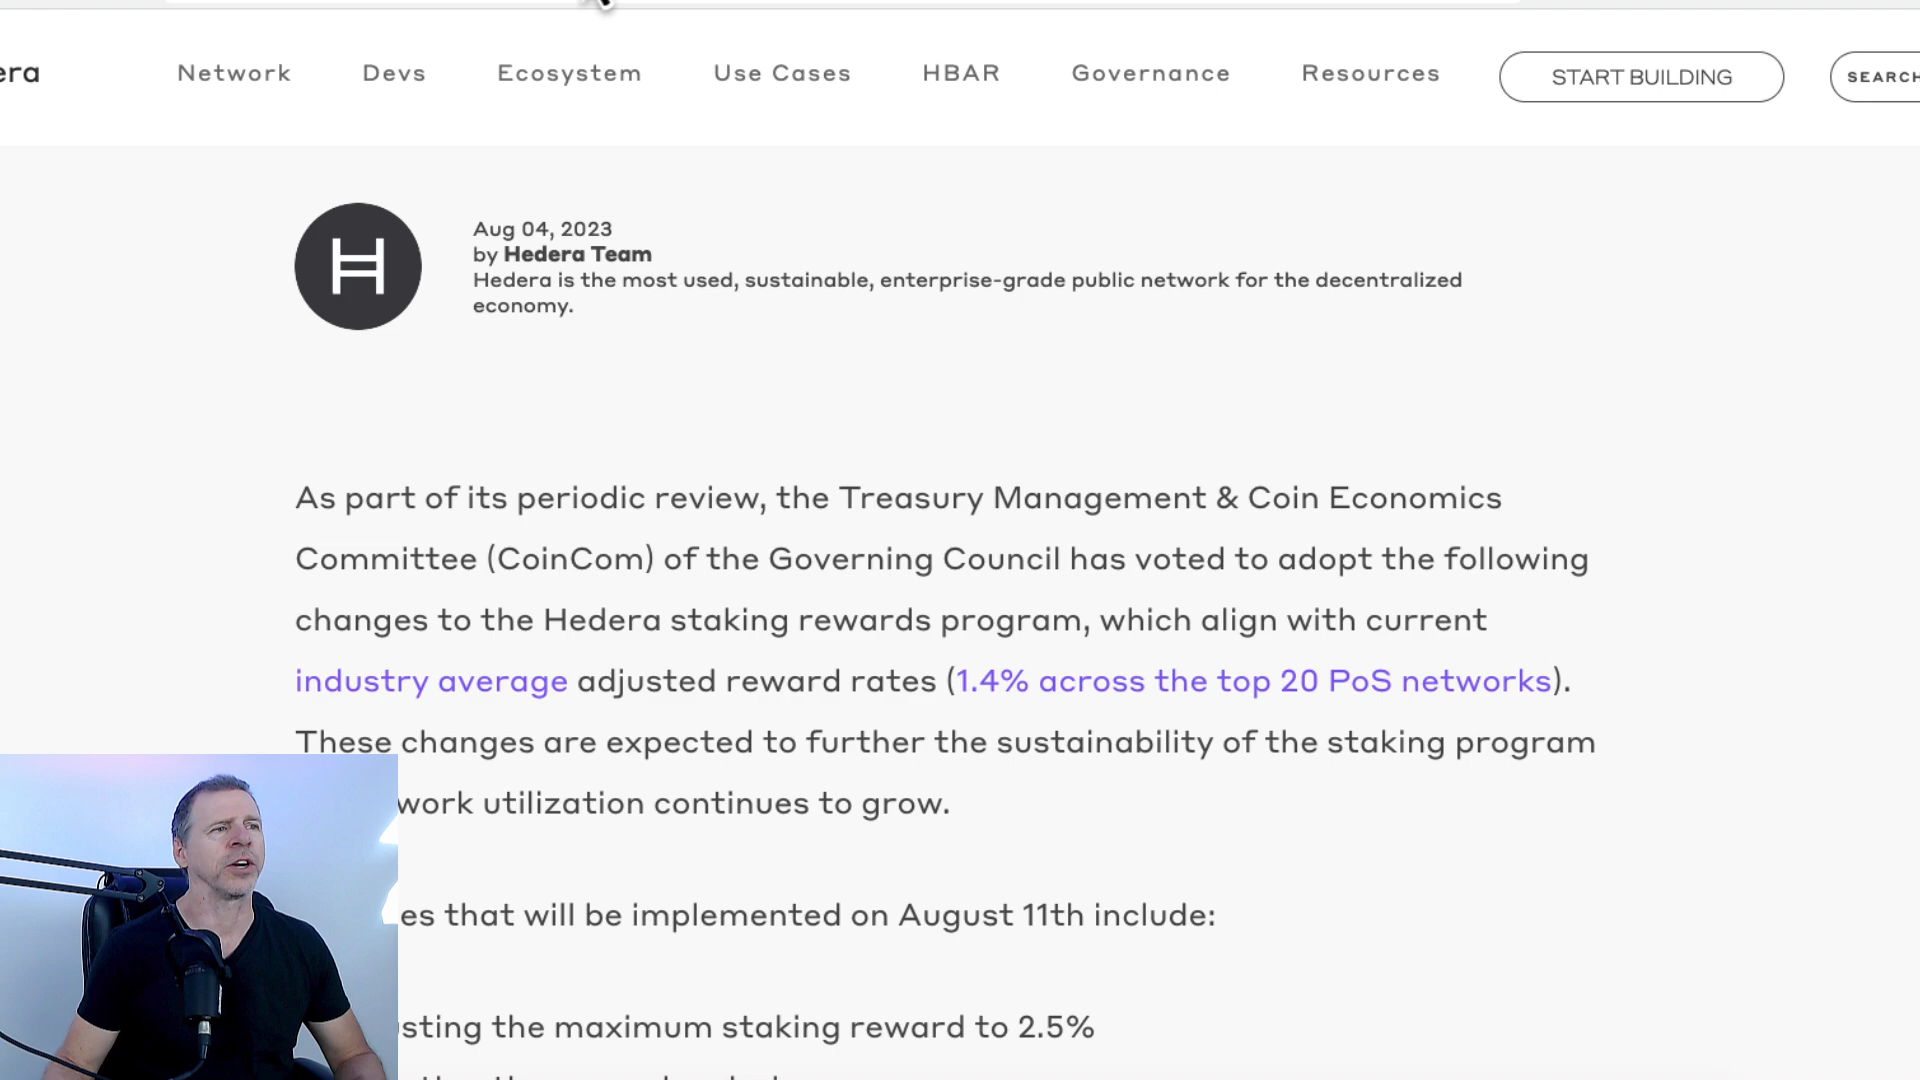 era
Network Devs Ecosystem Use Cases HBAR Governance Resources START BUILDING SEARCH
Aug 04, 2023
by Hedera Team
Hedera is the most used, sustainable, enterprise-grade public network for the decentralized
economy.
As part of its periodic review, the Treasury Management & Coin Economics
Committee (CoinCom) of the Governing Council has voted to adopt the following
changes to the Hedera staking rewards program, which align with current
industry average adjusted reward rates (1.4% across the top 20 PoS networks).
These changes are expected to further the sustainability of the staking program
work utilization continues to grow.
es that will be implemented on August 11th include:
sting the maximum staking reward to 2.5%